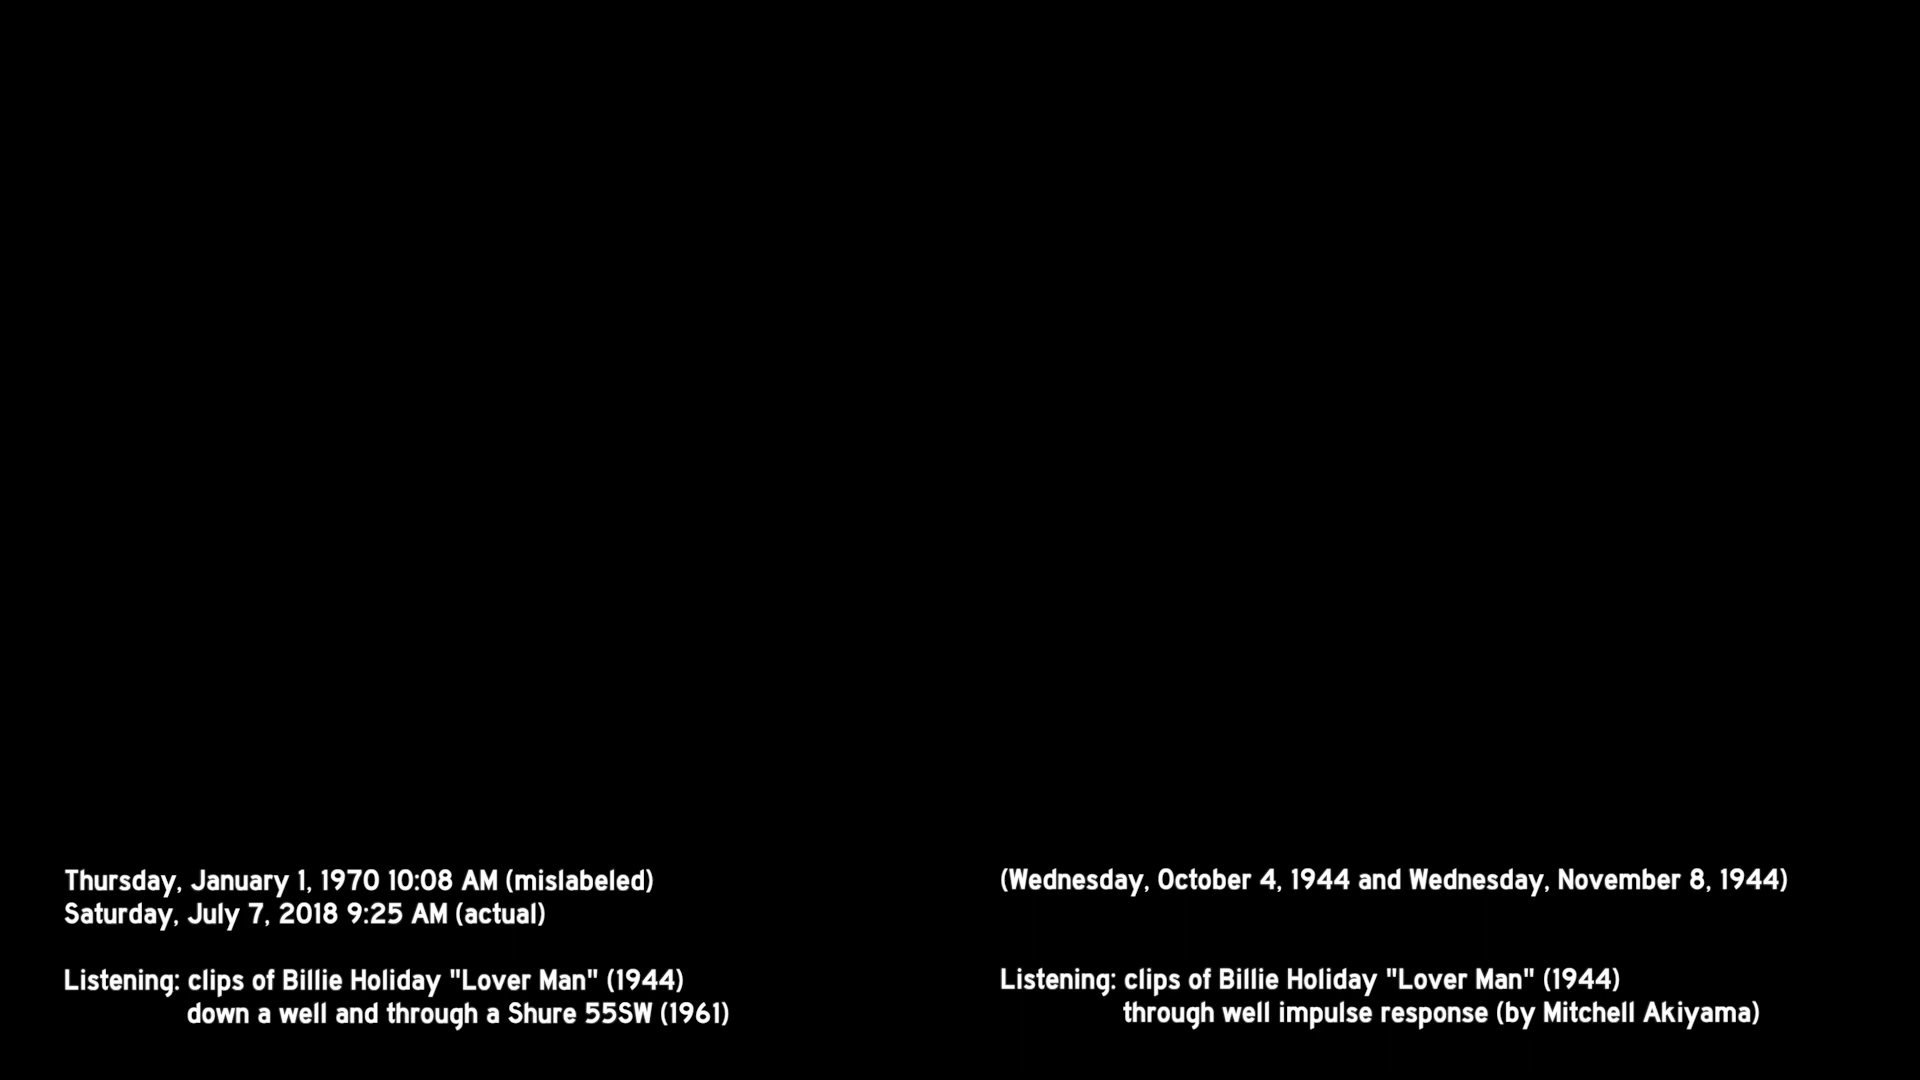 Thursday, January 1, 1970 10:08 AM (mislabeled)
Saturday, July 7, 2018 9:25 AM (actual)
Listening: clips of Billie Holiday "Lover Man" (1944)
down a well and through a Shure 55SW (1961)
(Wednesday, October 4, 1944 and Wednesday, November 8, 1944)
Listening: clips of Billie Holiday "Lover Man" (1944)
through well impulse response (by Mitchell Akiyama)